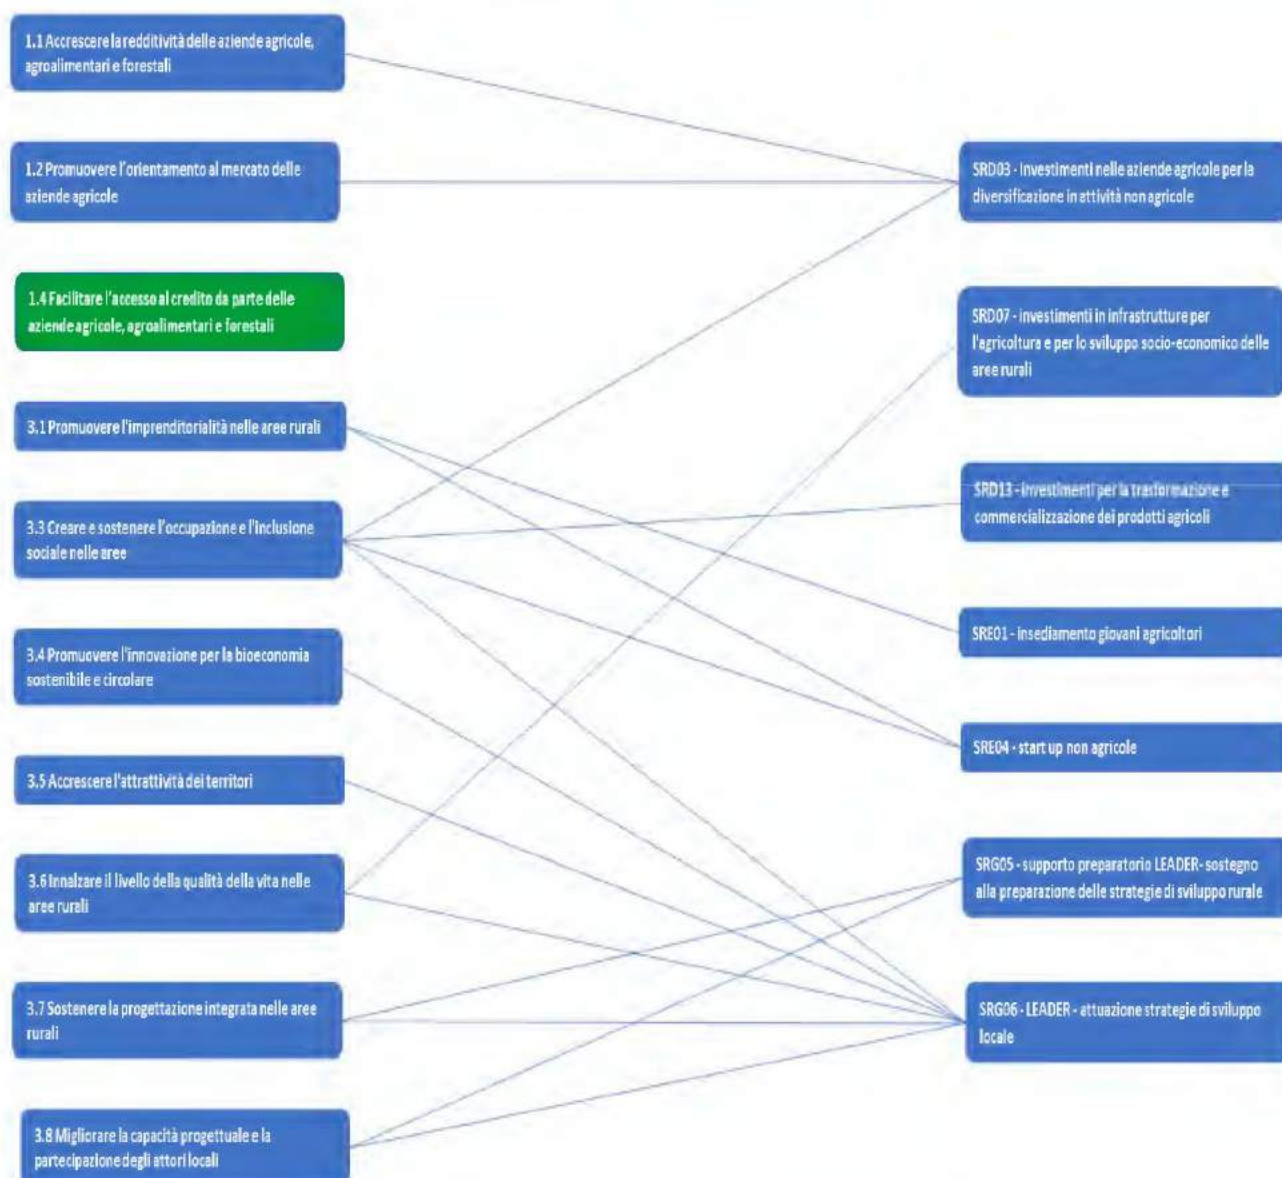 1.1 Accrescere la redditività delle aziende agricole,
agroalimentari e forestali
1.2 Promuovere l'orientamento al mercato delle
aziende agricole
1.4 Facilitare l'accesso al credito da parte delle
aziende agricole, agroalimentari e forestali
3.1 Promuovere l'imprenditorialità nelle aree rurali
3.3 Creare e sostenere l'occupazione e l'inclusione
sociale nelle aree
3.4 Promuovere l'innovazione per la bioeconomia
sostenibile e circolare
3.5 Accrescere l'attrattività dei territori
3.6 Innalzare il livello della qualità della vita nelle
aree rurali
3.7 Sostenere la progettazione integrata nelle aree
rurali
3.8 Migliorare la capacità progettuale e la
partecipazione degli attori locali
SRD03 - Investimenti nelle aziende agricole per la
diversificazione in attività non agricole
SRD07 - investimenti in infrastrutture per
l'agricoltura e per lo sviluppo socio-economico delle
aree rurali
SRD13 - investimenti per la trasformazione e
commercializzazione dei prodotti agricoli
SRE01 - insediamento giovani agricoltori
SRE04 - start up non agricole
SRG05 - supporto preparatorio LEADER- sostegno
alla preparazione delle strategie di sviluppo rurale
SRG06 - LEADER - attuazione strategie di sviluppo
locale